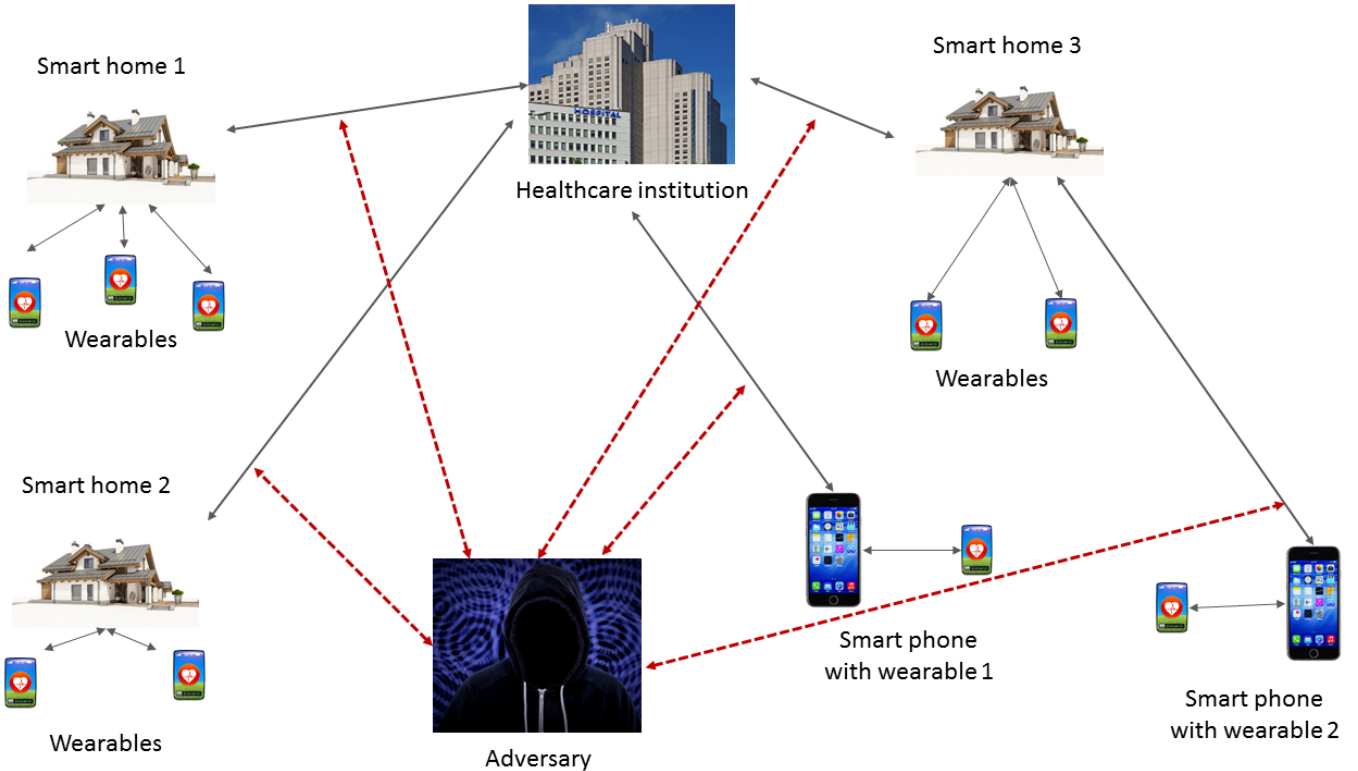 Smart home 1
HOSPITAL
Healthcare institution
Smart home 3
Wearables
Wearables
Smart home 2
Smart phone
with wearable 1
Smart phone
with wearable 2
Wearables
Adversary